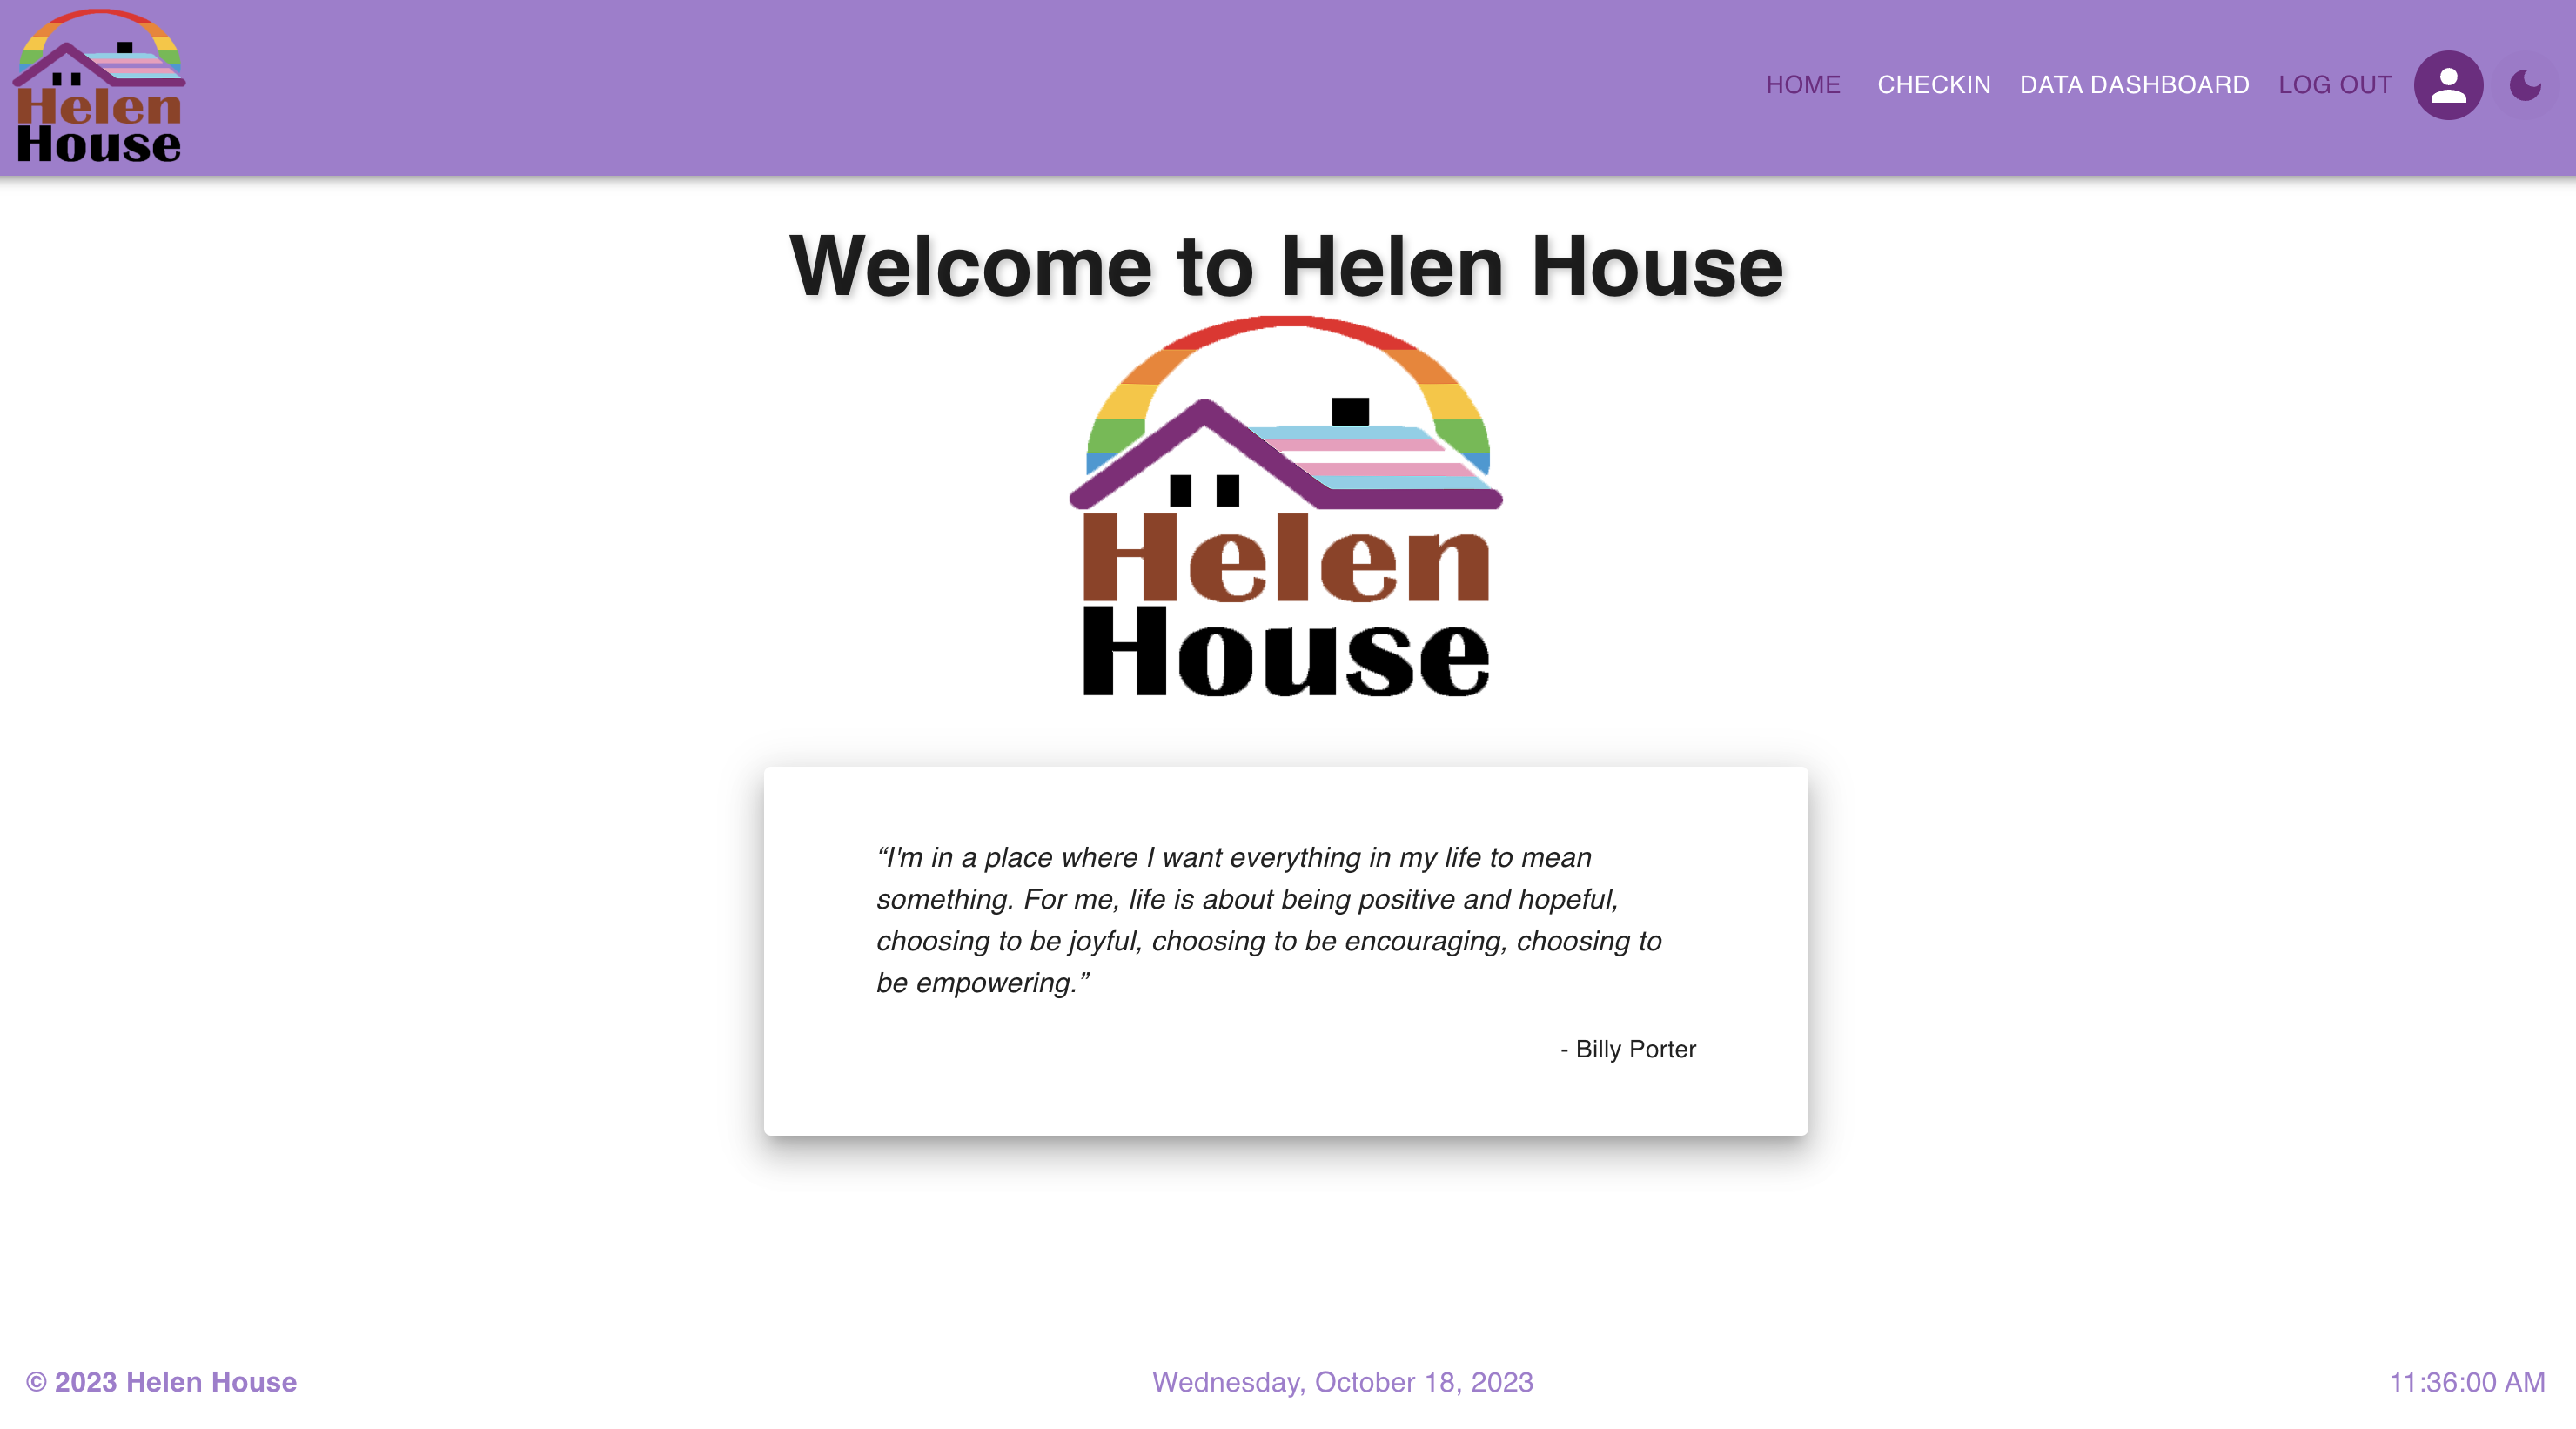 Helen
House
HOME CHECKIN DATA DASHBOARD LOG OUT
Welcome to Helen House
Helen
House
“I'm in a place where I want everything in my life to mean
something. For me, life is about being positive and hopeful,
choosing to be joyful, choosing to be encouraging, choosing to
be empowering.”
- Billy Porter
© 2023 Helen House
Wednesday, October 18, 2023
11:36:00 AM